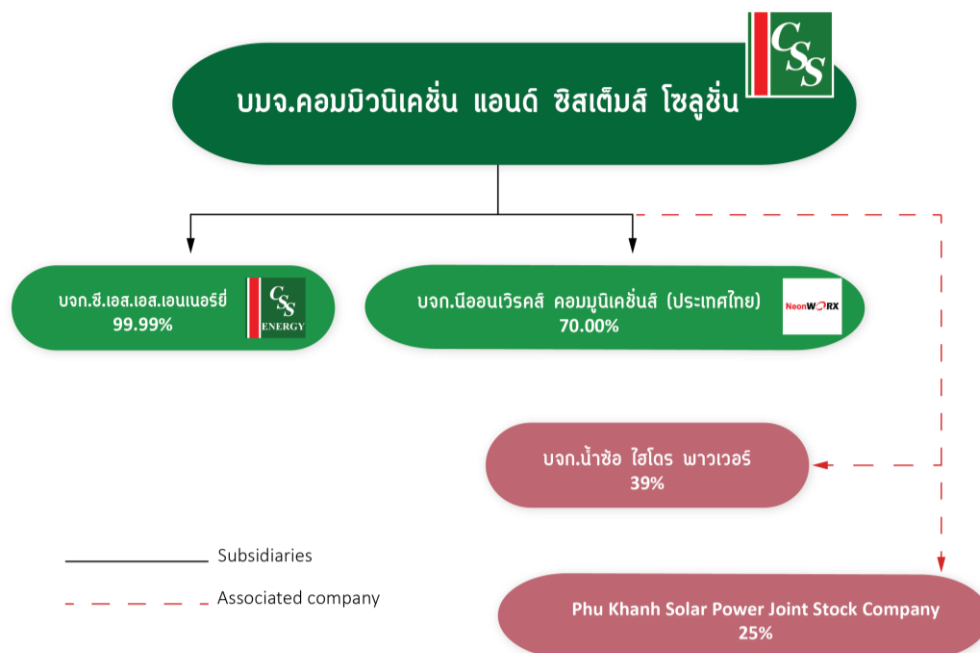 CSS
บมจ.คอมมิวนิเคชั่น แอนด์ ซิสเต็มส์ โซลูชั่น
บจก.ซี.เอส.เอส.เอนเนอร์ยี่
99.99%
CSS
ENERGY
บจก.นีออนเวิรคส์ คอมมูนิเคชั่นส์ (ประเทศไทย)
70.00%
NeonWORX
บจก.น้ำซ้อ ไฮโดร พาวเวอร์
39%
Subsidiaries
Associated company
Phu Khanh Solar Power Joint Stock Company
25%